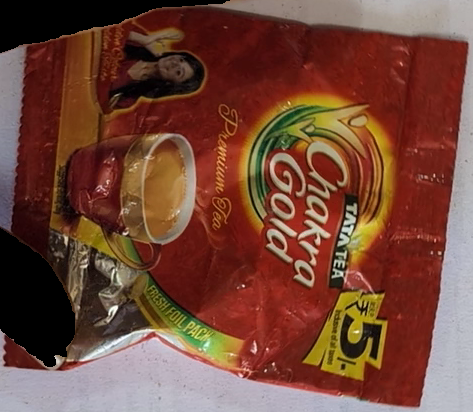 TATA TEA
Chakra
Gold
Premium Tea
FRESH FOIL PACK
₹ 5/-